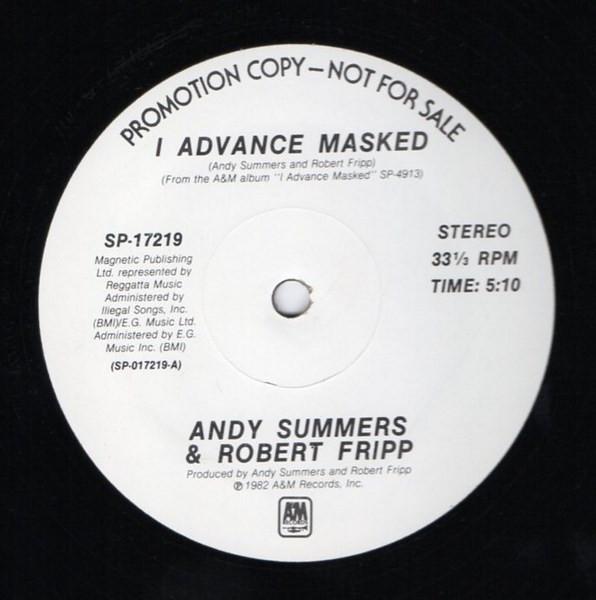 PROMOTION COPY—NOT FOR SALE
I ADVANCE MASKED
(Andy Summers and Robert Fripp)
(From the A&M album "I Advance Masked" SP-4913)
SP-17219
Magnetic Publishing
Ltd. represented by
Reggatta Music
Administered by
Illegal Songs, Inc.
(BMI)/E.G. Music Ltd.
Administered by E.G.
Music Inc. (BMI)
(SP-017219-A)
STEREO
33⅓ RPM
TIME: 5:10
ANDY SUMMERS
& ROBERT FRIPP
Produced by Andy Summers and Robert Fripp
℗ 1982 A&M Records, Inc.
A&M
RECORDS